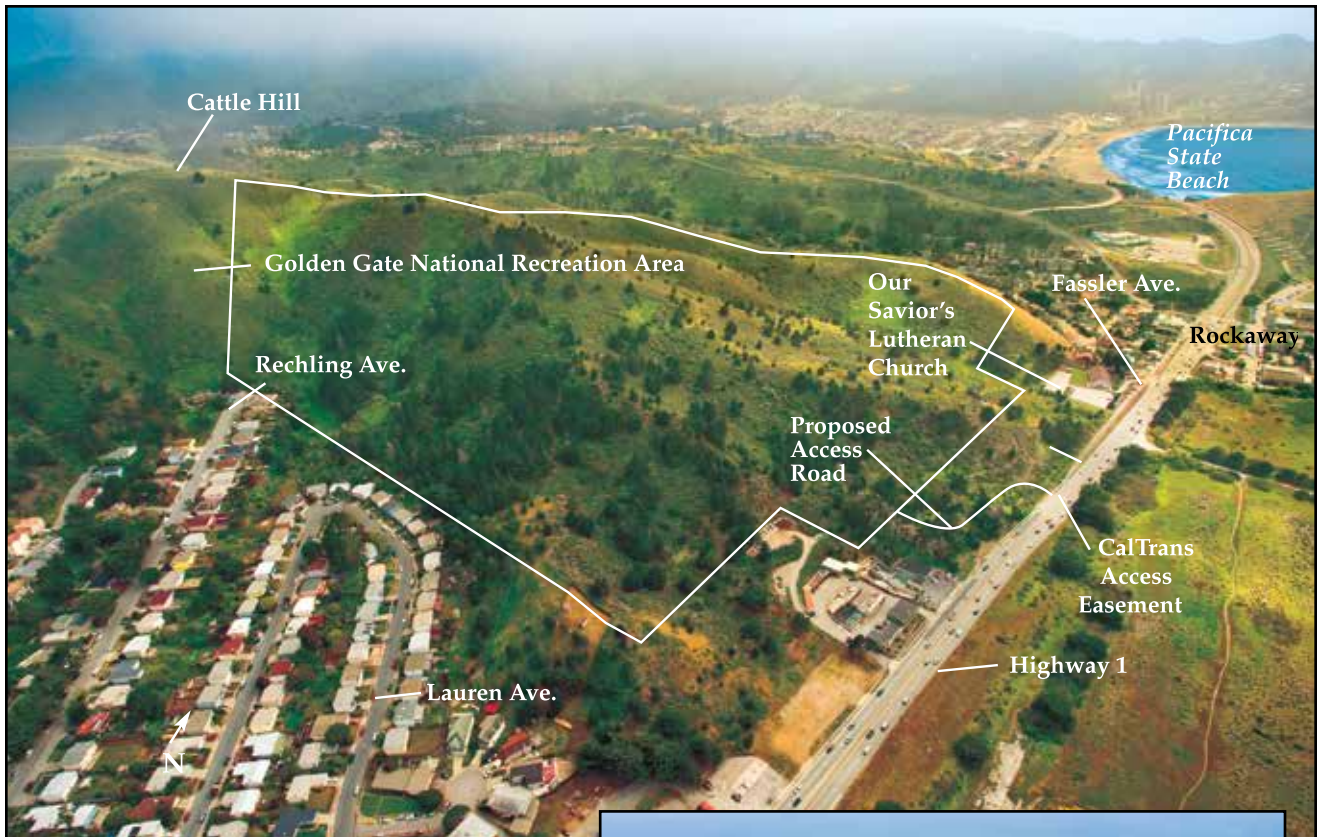 Cattle Hill
Pacifica
State
Beach
Golden Gate National Recreation Area
Our
Savior's
Lutheran
Church
Fassler Ave.
Rockaway
Rechling Ave.
Proposed
Access
Road
CalTrans
Access
Easement
Highway 1
Lauren Ave.
N